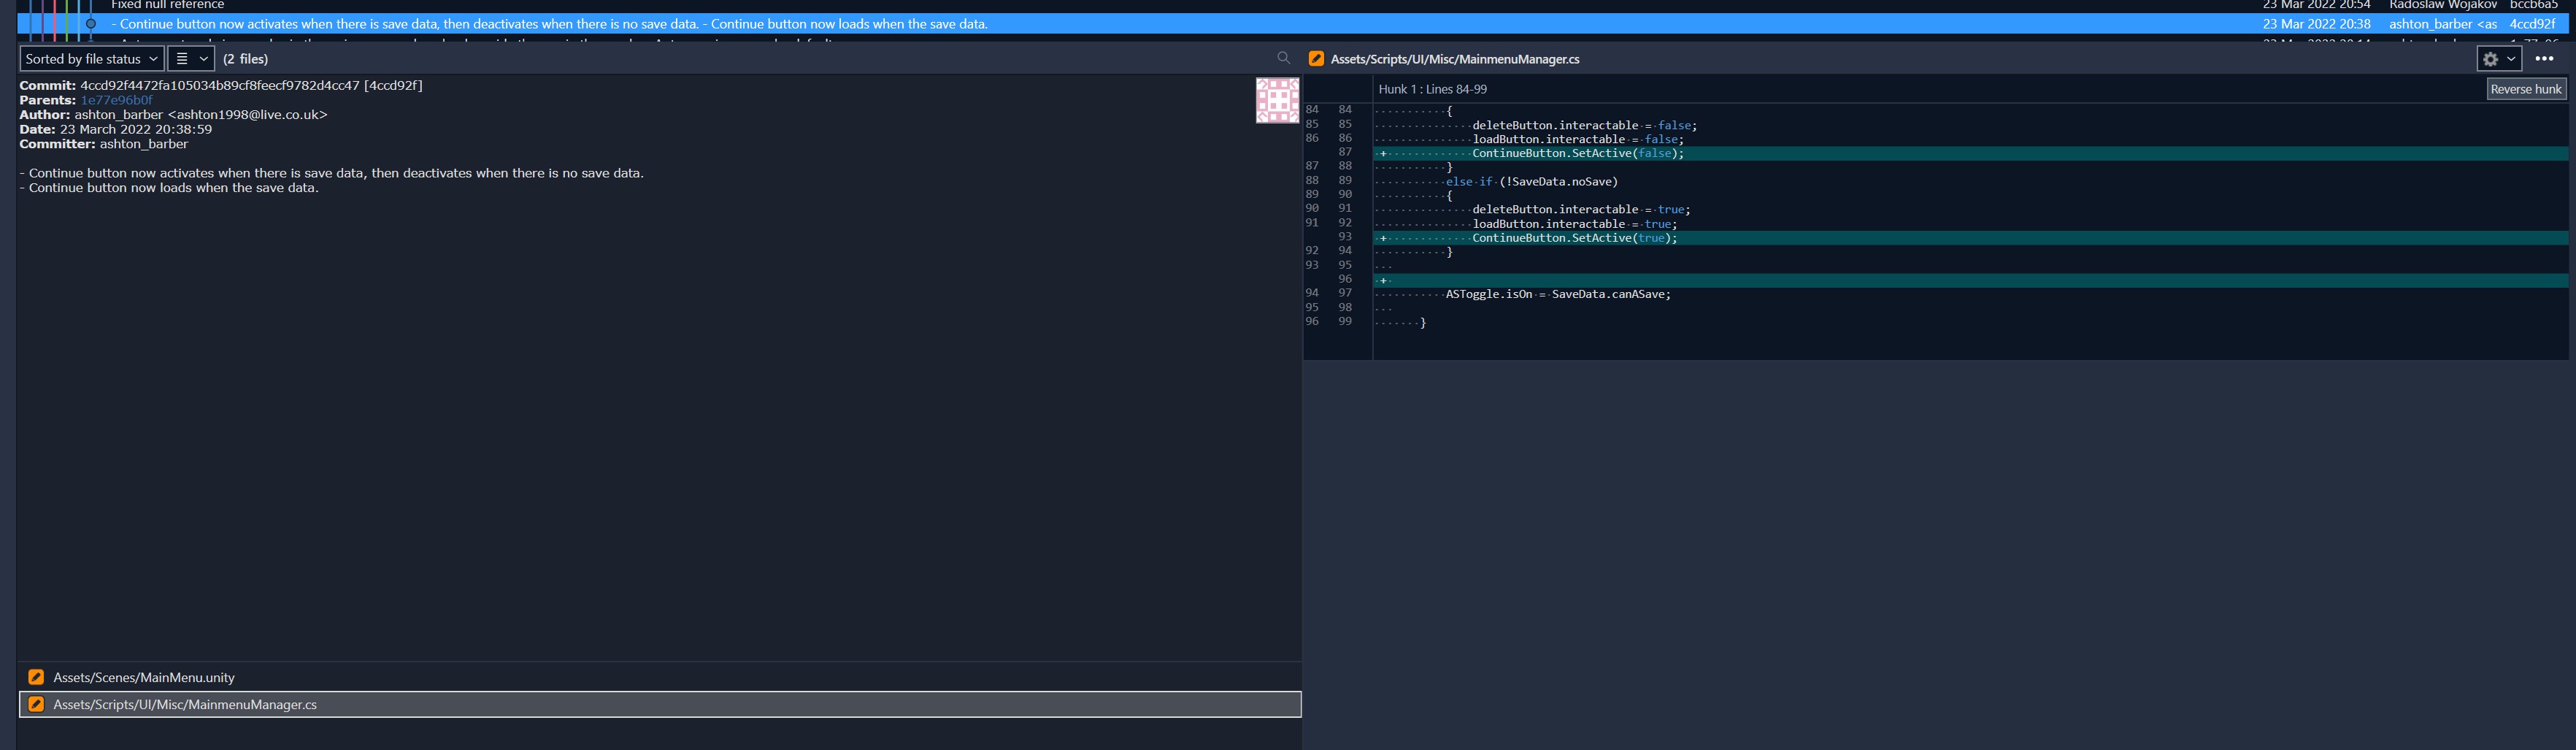 Fixed null reference 23 Mar 2022 20:54 Radoslaw Wojakov bccb6a5
- Continue button now activates when there is save data, then deactivates when there is no save data. - Continue button now loads when the save data. 23 Mar 2022 20:38 ashton_barber <as 4ccd92f
Sorted by file status (2 files)
Commit: 4ccd92f4472fa105034b89cf8feecf9782d4cc47 [4ccd92f]
Parents: 1e77e96b0f
Author: ashton_barber <ashton1998@live.co.uk>
Date: 23 March 2022 20:38:59
Committer: ashton_barber
- Continue button now activates when there is save data, then deactivates when there is no save data.
- Continue button now loads when the save data.
Assets/Scenes/MainMenu.unity
Assets/Scripts/UI/Misc/MainmenuManager.cs
Assets/Scripts/UI/Misc/MainmenuManager.cs
Hunk 1 : Lines 84-99 Reverse hunk
84 84 {
85 85 deleteButton.interactable = false;
86 86 loadButton.interactable = false;
87 + ContinueButton.SetActive(false);
87 88 }
88 89 else if (!SaveData.noSave)
89 90 {
90 91 deleteButton.interactable = true;
91 92 loadButton.interactable = true;
93 + ContinueButton.SetActive(true);
92 94 }
93 95
96 +
94 97 ASToggle.isOn = SaveData.canASave;
95 98
96 99 }